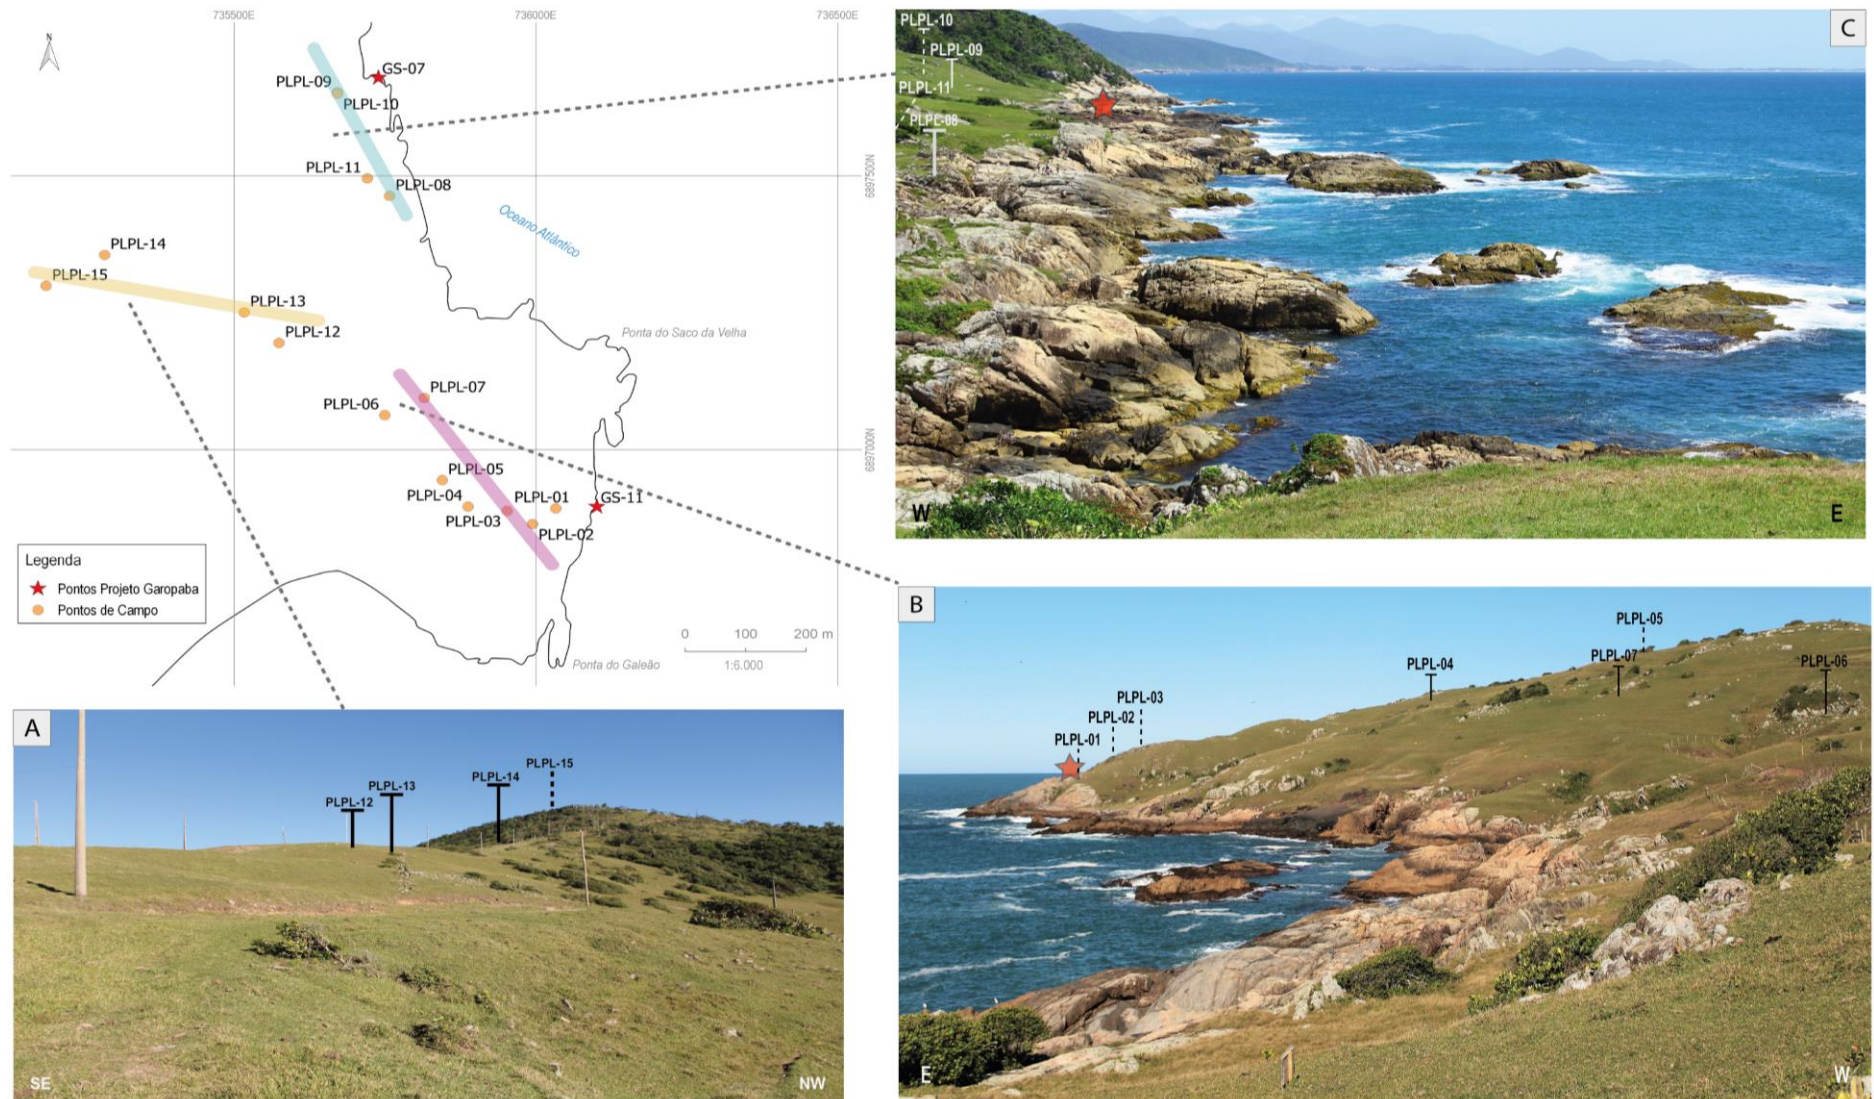 735500E
736000E
736500E
N
GS-07
PLPL-09
PLPL-10
PLPL-11
PLPL-08
6897500N
Oceano Atlântico
PLPL-14
PLPL-15
PLPL-13
PLPL-12
Ponta do Saco da Velha
PLPL-07
PLPL-06
6897000N
PLPL-05
PLPL-04
PLPL-01
GS-11
PLPL-03
PLPL-02
Legenda
Pontos Projeto Garopaba
Pontos de Campo
0 100 200 m
1:6.000
Ponta do Galeão
C
PLPL-10
PLPL-09
PLPL-11
PLPL-08
W
E
B
PLPL-05
PLPL-07
PLPL-04
PLPL-06
PLPL-03
PLPL-02
PLPL-01
E
W
A
PLPL-15
PLPL-14
PLPL-13
PLPL-12
SE
NW